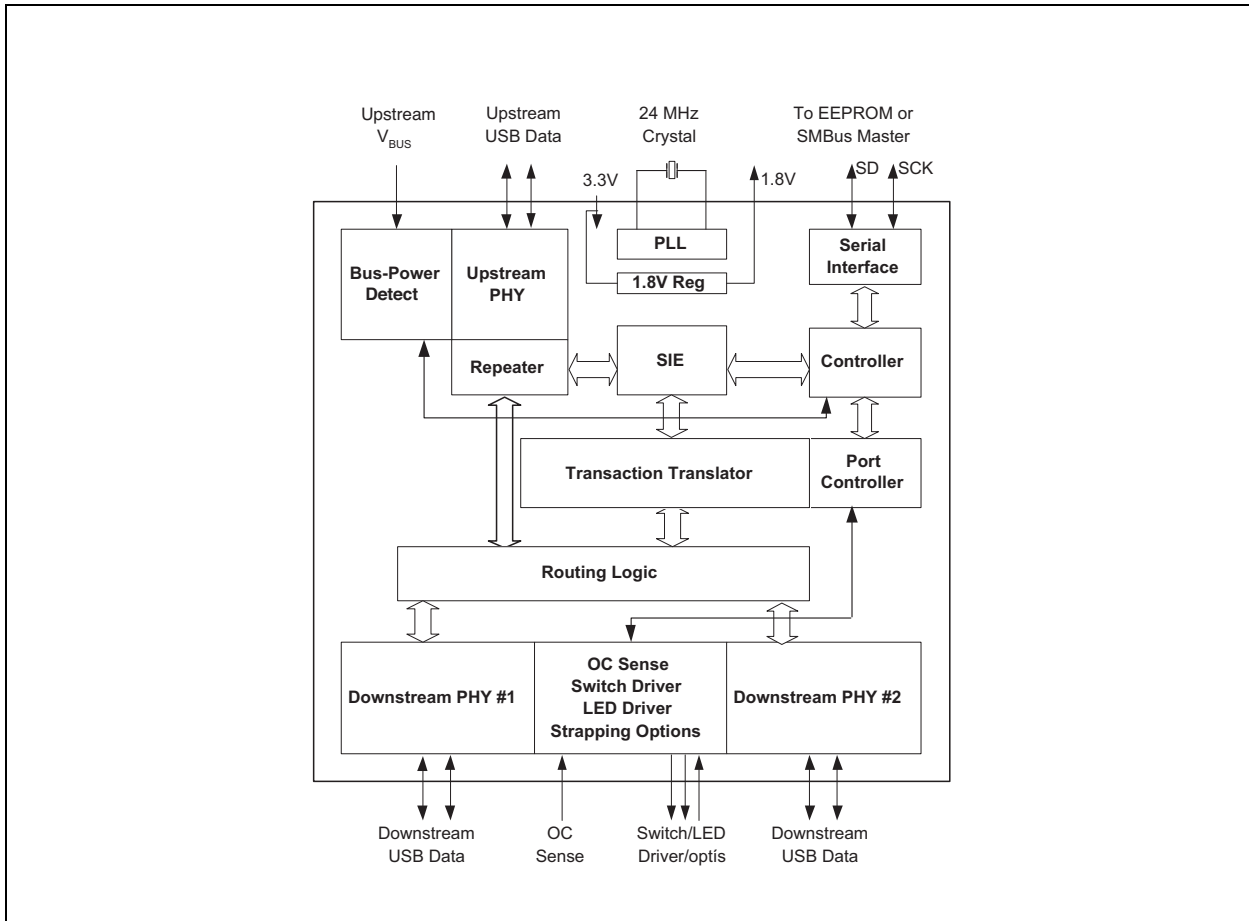 Upstream
V_BUS
Upstream
USB Data
24 MHz
Crystal
To EEPROM or
SMBus Master
3.3V
1.8V
SD
SCK
Bus-Power
Detect
Upstream
PHY
PLL
1.8V Reg
Serial
Interface
Repeater
SIE
Controller
Transaction Translator
Port
Controller
Routing Logic
Downstream PHY #1
OC Sense
Switch Driver
LED Driver
Strapping Options
Downstream PHY #2
Downstream
USB Data
OC
Sense
Switch/LED
Driver/optís
Downstream
USB Data